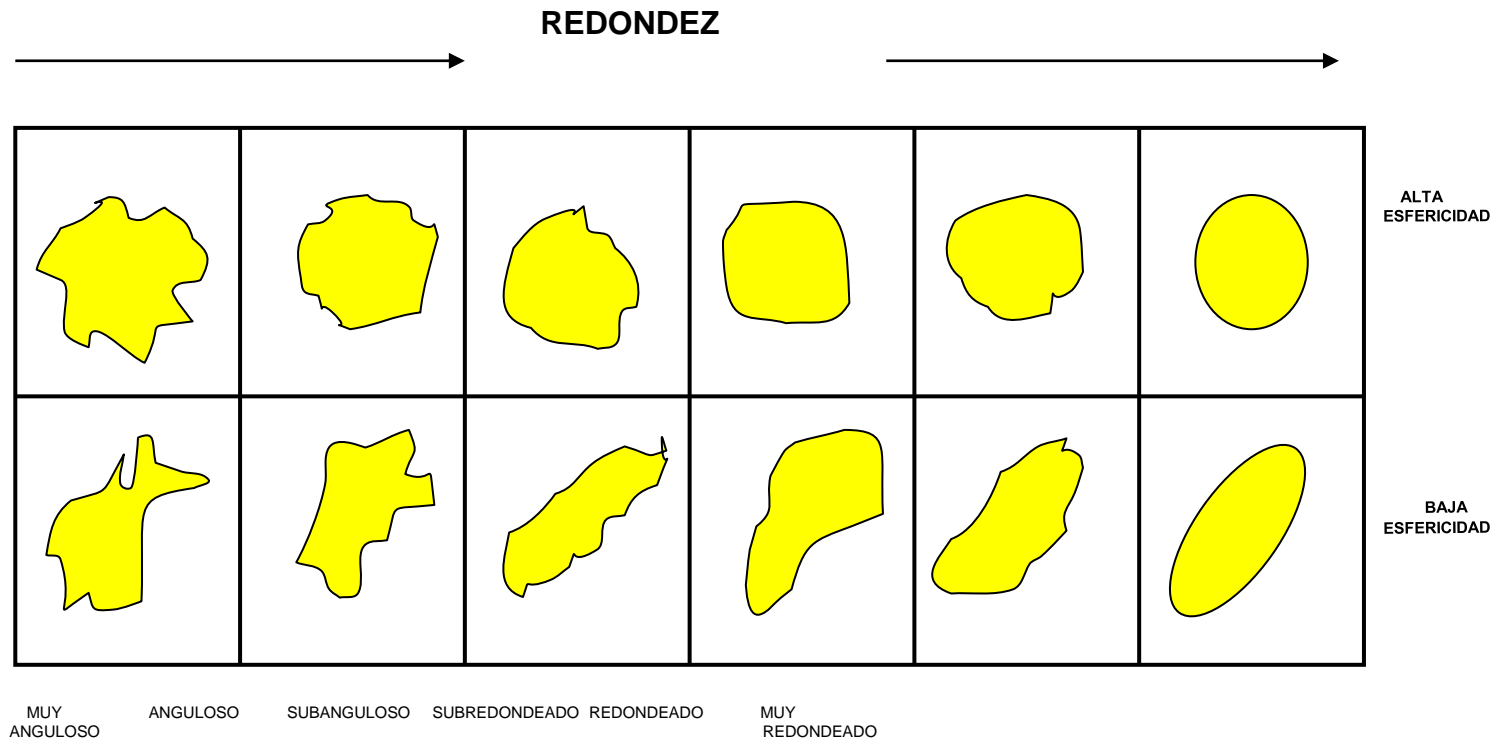 REDONDEZ
ALTA
ESFERICIDAD
BAJA
ESFERICIDAD
MUY ANGULOSO SUBANGULOSO SUBREDONDEADO REDONDEADO MUY
ANGULOSO REDONDEADO